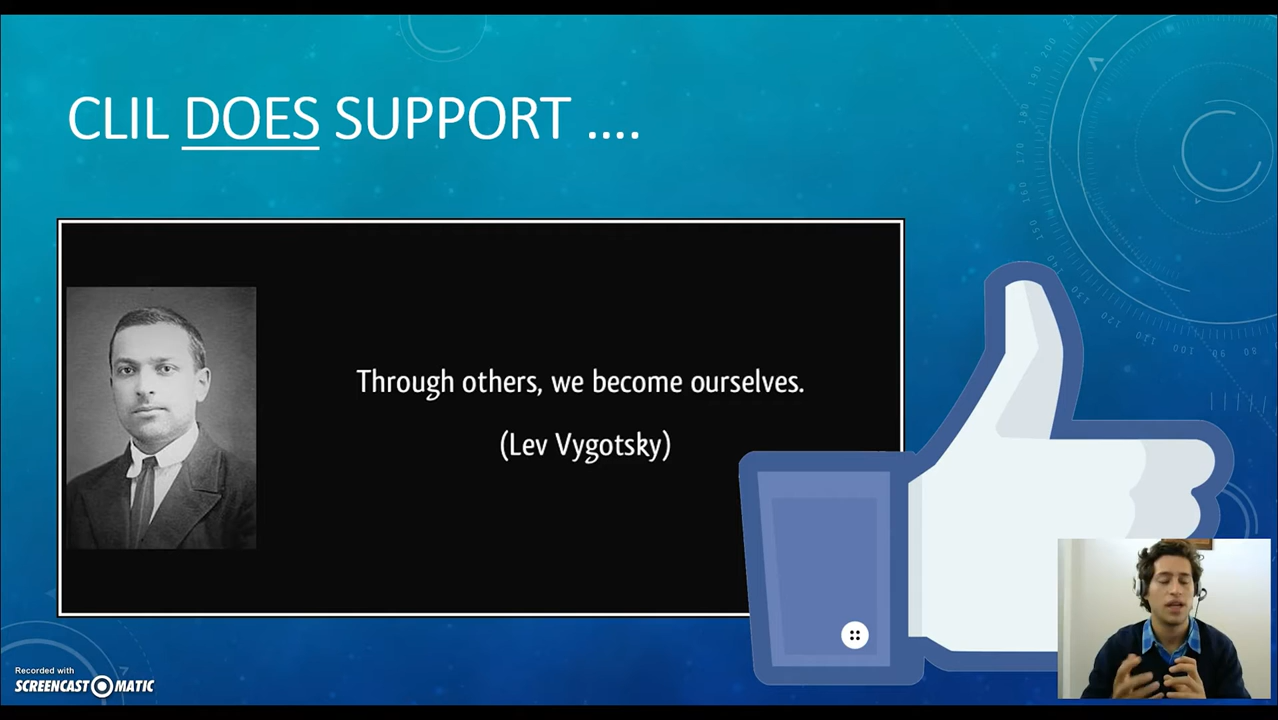 CLIL DOES SUPPORT ....
Through others, we become ourselves.
(Lev Vygotsky)
Recorded with
SCREENCAST MATIC